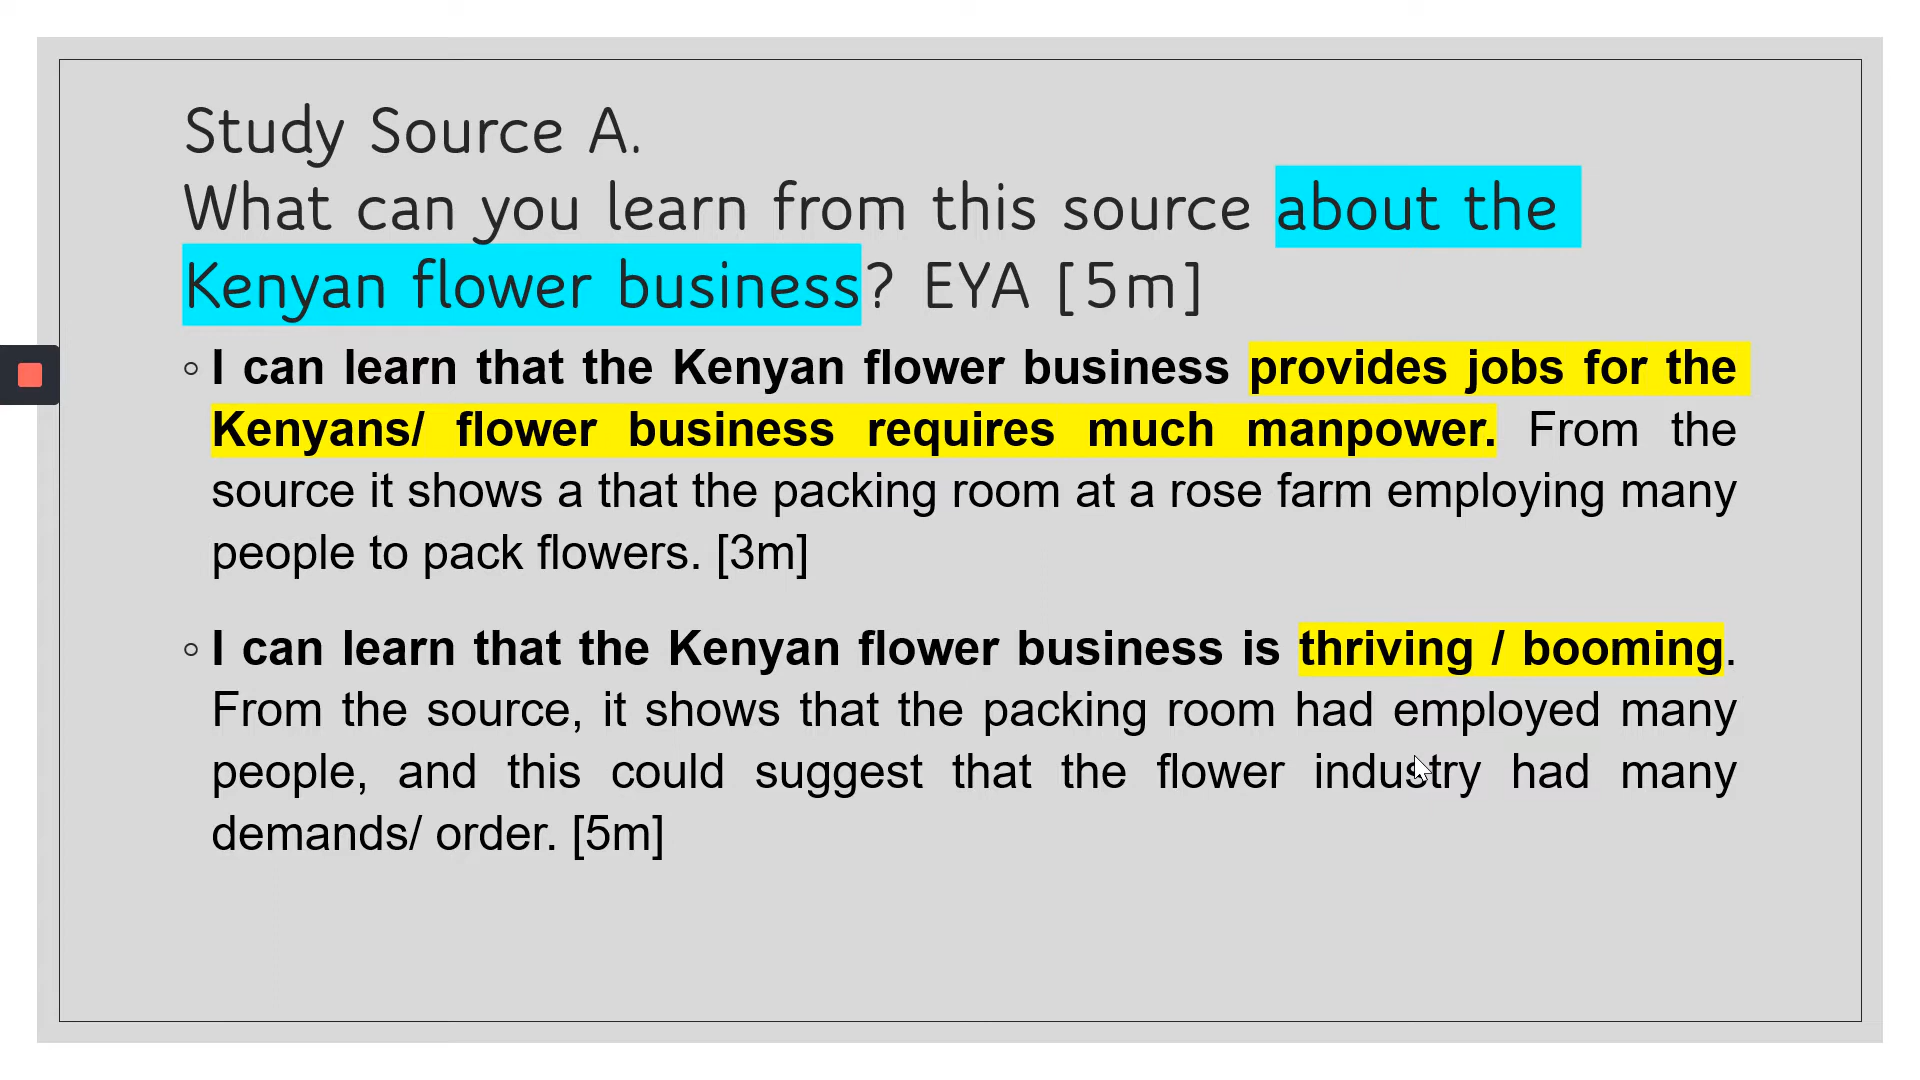 Study Source A.
What can you learn from this source about the
Kenyan flower business? EYA [5m]
◦ I can learn that the Kenyan flower business provides jobs for the
Kenyans/ flower business requires much manpower. From the
source it shows a that the packing room at a rose farm employing many
people to pack flowers. [3m]
◦ I can learn that the Kenyan flower business is thriving / booming.
From the source, it shows that the packing room had employed many
people, and this could suggest that the flower industry had many
demands/ order. [5m]